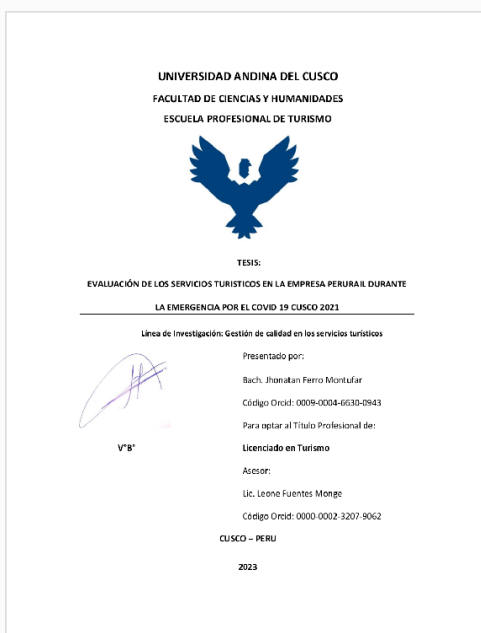 UNIVERSIDAD ANDINA DEL CUSCO
FACULTAD DE CIENCIAS Y HUMANIDADES
ESCUELA PROFESIONAL DE TURISMO
TESIS:
EVALUACIÓN DE LOS SERVICIOS TURISTICOS EN LA EMPRESA PERURAIL DURANTE
LA EMERGENCIA POR EL COVID 19 CUSCO 2021
Línea de Investigación: Gestión de calidad en los servicios turísticos
Presentado por:
Bach. Jhonatan Ferro Montufar
Código Orcid: 0009-0004-6630-0943
Para optar al Título Profesional de:
V°B°
Licenciado en Turismo
Asesor:
Lic. Leone Fuentes Monge
Código Orcid: 0000-0002-3207-9062
CUSCO – PERU
2023